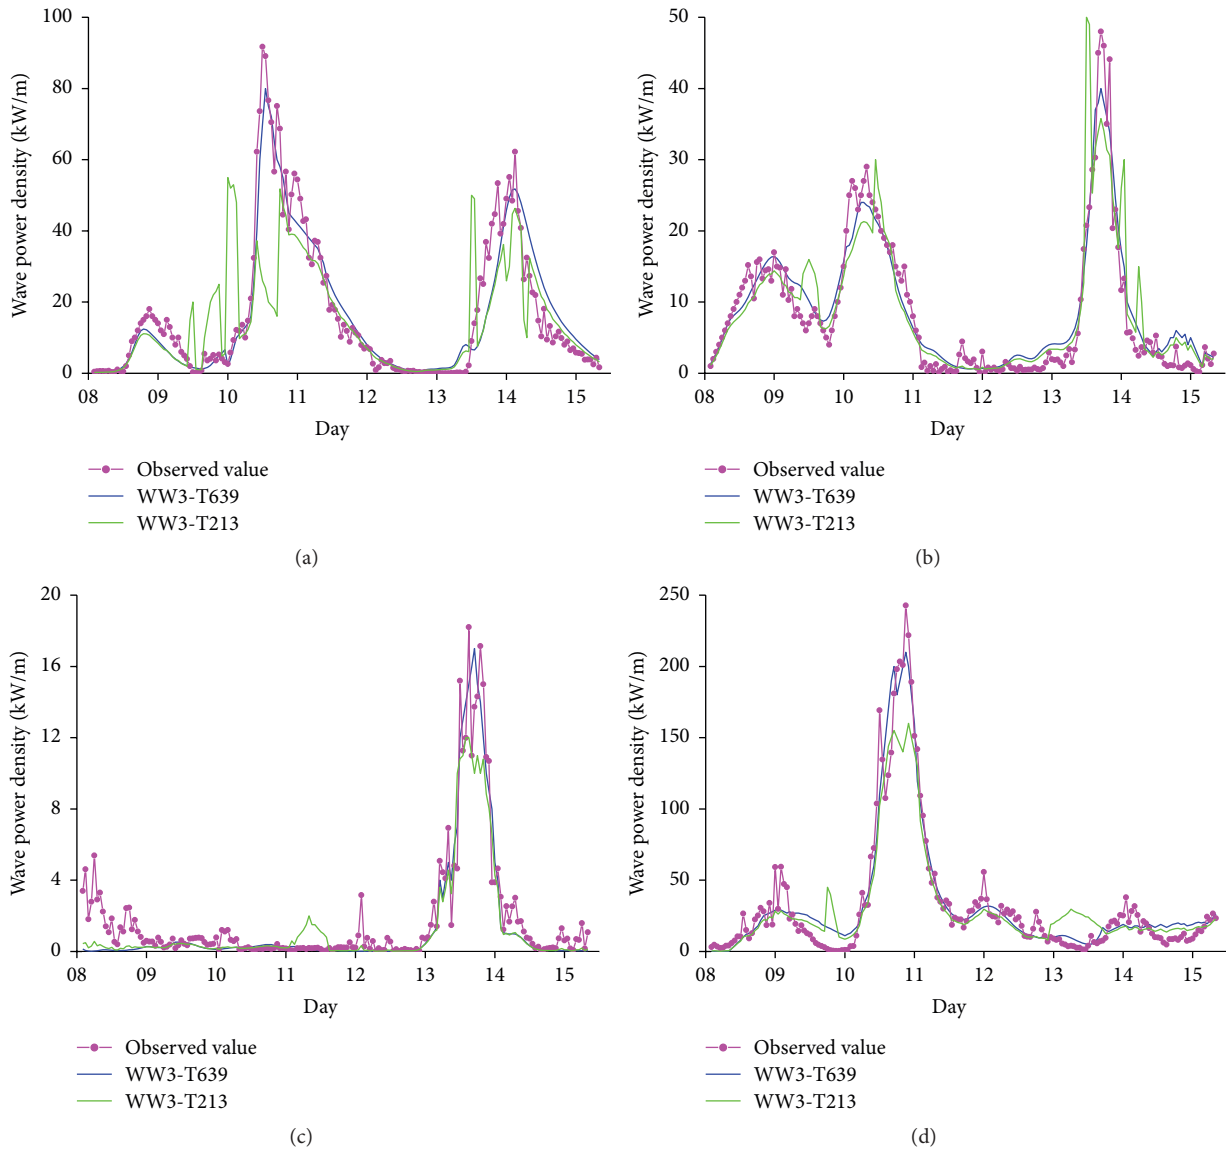 Wave power density (kW/m)
100
80
60
40
20
0
08 09 10 11 12 13 14 15
Day
Observed value
WW3-T639
WW3-T213
(a)
Wave power density (kW/m)
50
40
30
20
10
0
08 09 10 11 12 13 14 15
Day
Observed value
WW3-T639
WW3-T213
(b)
Wave power density (kW/m)
20
16
12
8
4
0
08 09 10 11 12 13 14 15
Day
Observed value
WW3-T639
WW3-T213
(c)
Wave power density (kW/m)
250
200
150
100
50
0
08 09 10 11 12 13 14 15
Day
Observed value
WW3-T639
WW3-T213
(d)